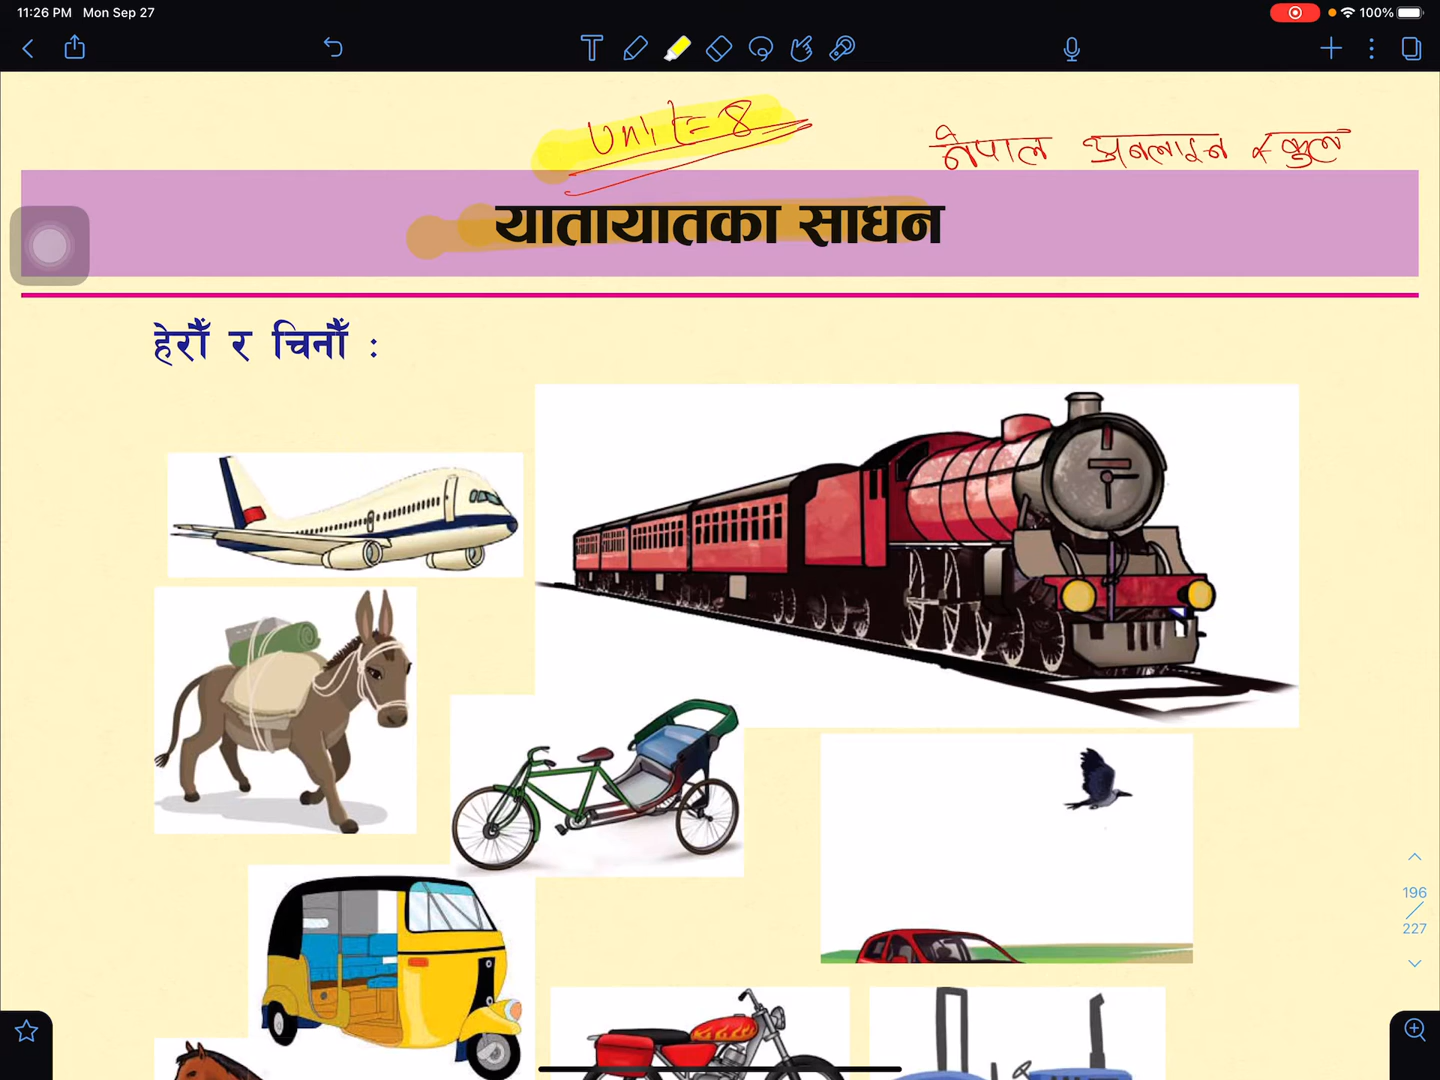 11:26 PM Mon Sep 27
100%
Unit = 8
नेपाल अनलाइन स्कुल
यातायातका साधन
हेरौँ र चिनौँ :
196
227